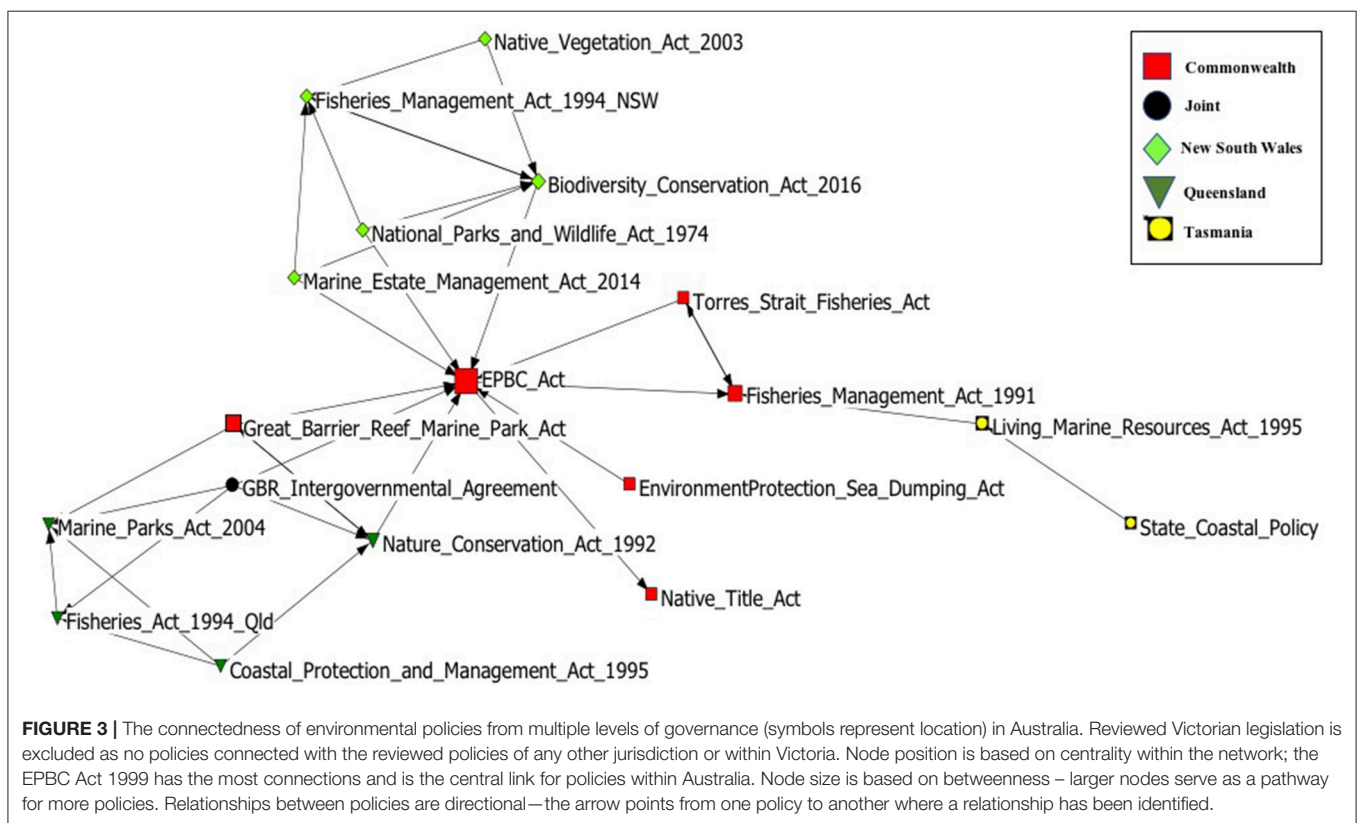 Native_Vegetation_Act_2003
Fisheries_Management_Act_1994_NSW
Biodiversity_Conservation_Act_2016
National_Parks_and_Wildlife_Act_1974
Marine_Estate_Management_Act_2014
Torres_Strait_Fisheries_Act
EPBC_Act
Fisheries_Management_Act_1991
Great_Barrier_Reef_Marine_Park_Act
Living_Marine_Resources_Act_1995
GBR_Intergovernmental_Agreement
EnvironmentProtection_Sea_Dumping_Act
Marine_Parks_Act_2004
Nature_Conservation_Act_1992
State_Coastal_Policy
Native_Title_Act
Fisheries_Act_1994_Qld
Coastal_Protection_and_Management_Act_1995
Commonwealth
Joint
New South Wales
Queensland
Tasmania
FIGURE 3 | The connectedness of environmental policies from multiple levels of governance (symbols represent location) in Australia. Reviewed Victorian legislation is
excluded as no policies connected with the reviewed policies of any other jurisdiction or within Victoria. Node position is based on centrality within the network; the
EPBC Act 1999 has the most connections and is the central link for policies within Australia. Node size is based on betweenness – larger nodes serve as a pathway
for more policies. Relationships between policies are directional—the arrow points from one policy to another where a relationship has been identified.